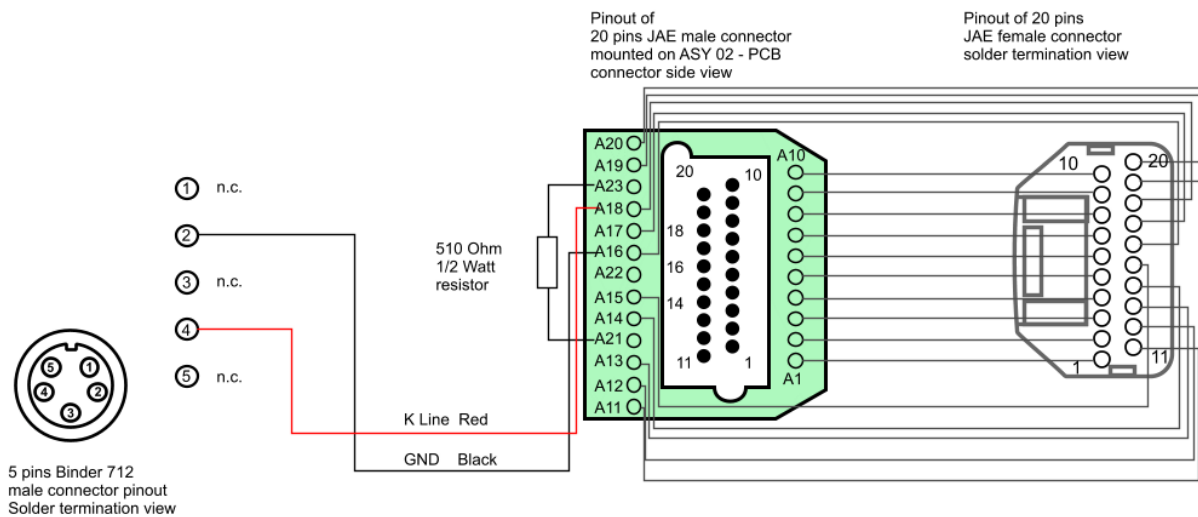 Pinout of
20 pins JAE male connector
mounted on ASY 02 - PCB
connector side view
Pinout of 20 pins
JAE female connector
solder termination view
A20
A19
A23
A18
A17
A16
A22
A15
A14
A21
A13
A12
A11
20
10
18
16
14
11
1
A10
A1
10
20
1
11
1 n.c.
2
3 n.c.
4
5 n.c.
510 Ohm
1/2 Watt
resistor
5
1
4
2
3
K Line Red
GND Black
5 pins Binder 712
male connector pinout
Solder termination view